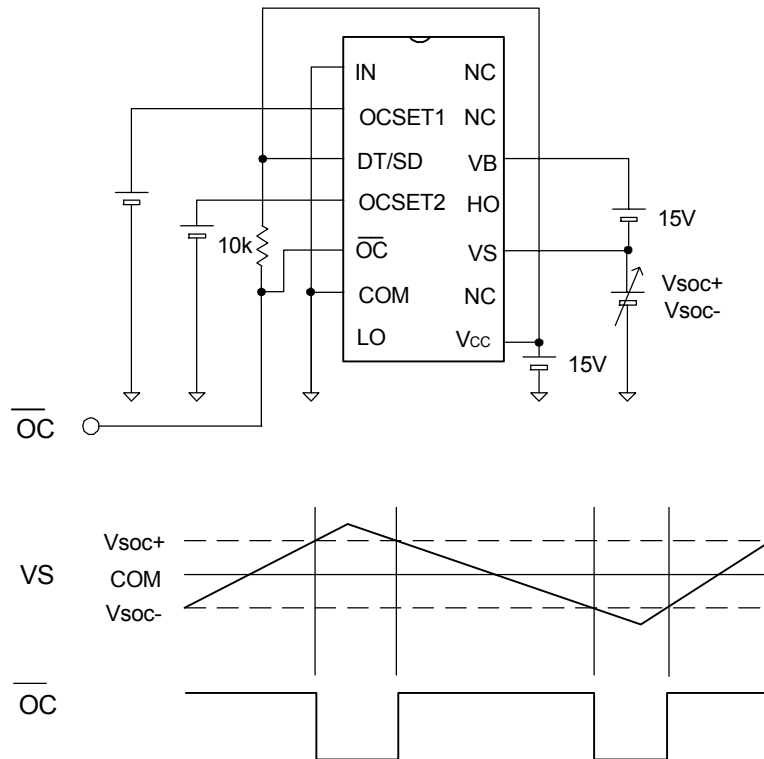 IN NC
OCSET1 NC
DT/SD VB
OCSET2 HO
15V
10k
OC VS
Vsoc+
COM NC
Vsoc-
LO Vcc
15V
OC
Vsoc+
VS COM
Vsoc-
OC